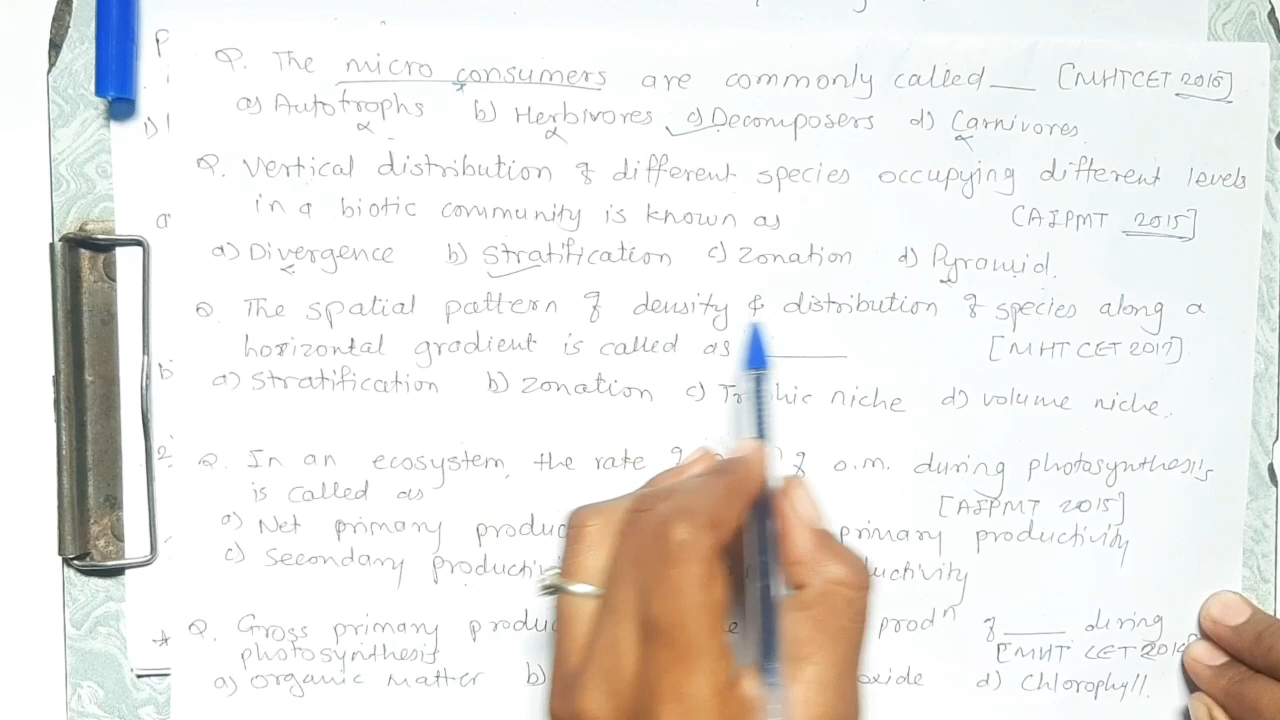 Q. The micro consumers are commonly called ___ [MHTCET 2016]
a) Autotrophs b) Herbivores c) Decomposers d) Carnivores.
Q. Vertical distribution of different species occupying different levels
in a biotic community is known as [AIPMT 2015]
a) Divergence b) Stratification c) Zonation d) Pyramid.
Q. The spatial pattern of density & distribution of species along a
horizontal gradient is called as ______ [MHT CET 2017]
a) Stratification b) Zonation c) niche d) volume niche.
Q. In an ecosystem, the rate of o.m. during photosynthesis
is called as [AIPMT 2015]
a) Net primary primary productivity
c) Secondary
Q. Gross primary prodn of ____ during
photosynthesis [MHT CET
a) Organic Matter b) d) Chlorophyll.